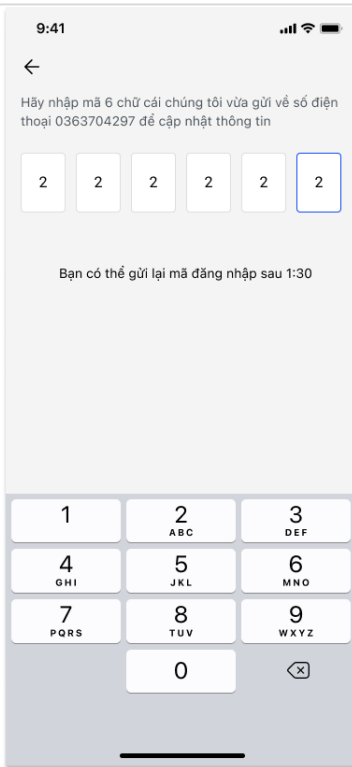 9:41
Hãy nhập mã 6 chữ cái chúng tôi vừa gửi về số điện
thoại 0363704297 để cập nhật thông tin
2 2 2 2 2 2
Bạn có thể gửi lại mã đăng nhập sau 1:30
1 2 3
ABC DEF
4 5 6
GHI JKL MNO
7 8 9
PQRS TUV WXYZ
0